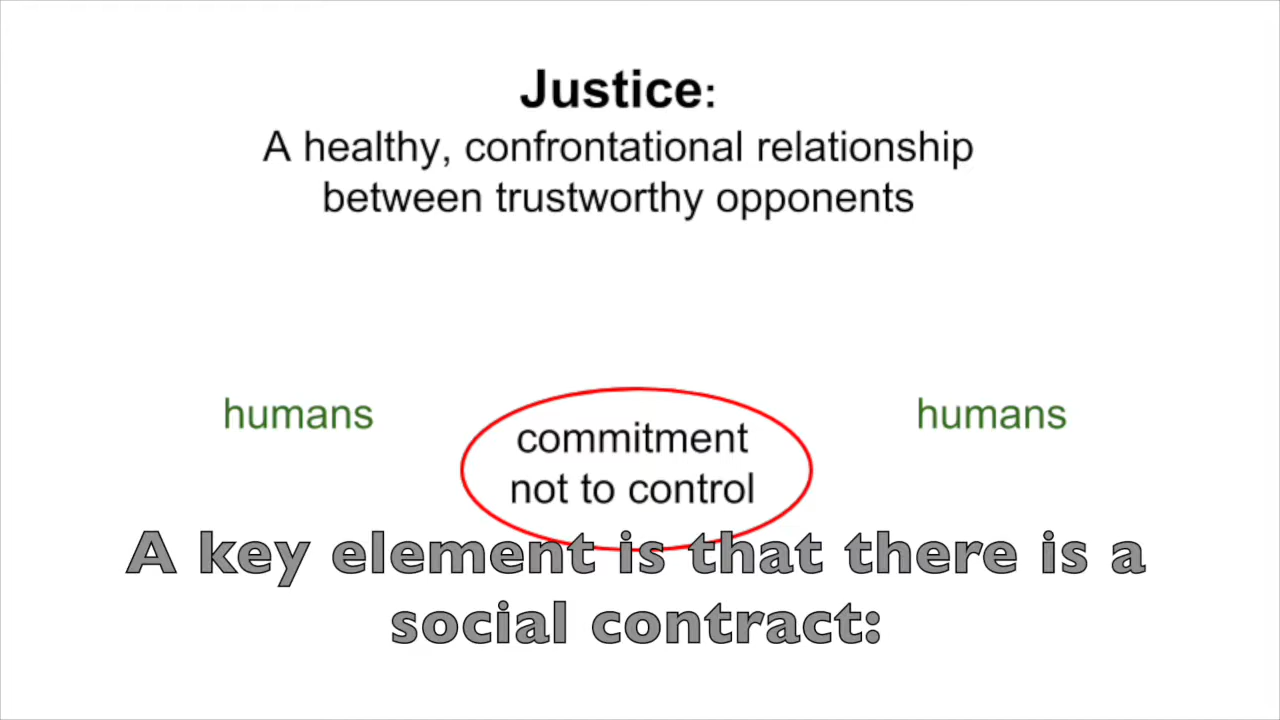 Justice:
A healthy, confrontational relationship
between trustworthy opponents
humans
humans
commitment
not to control
A key element is that there is a
social contract: